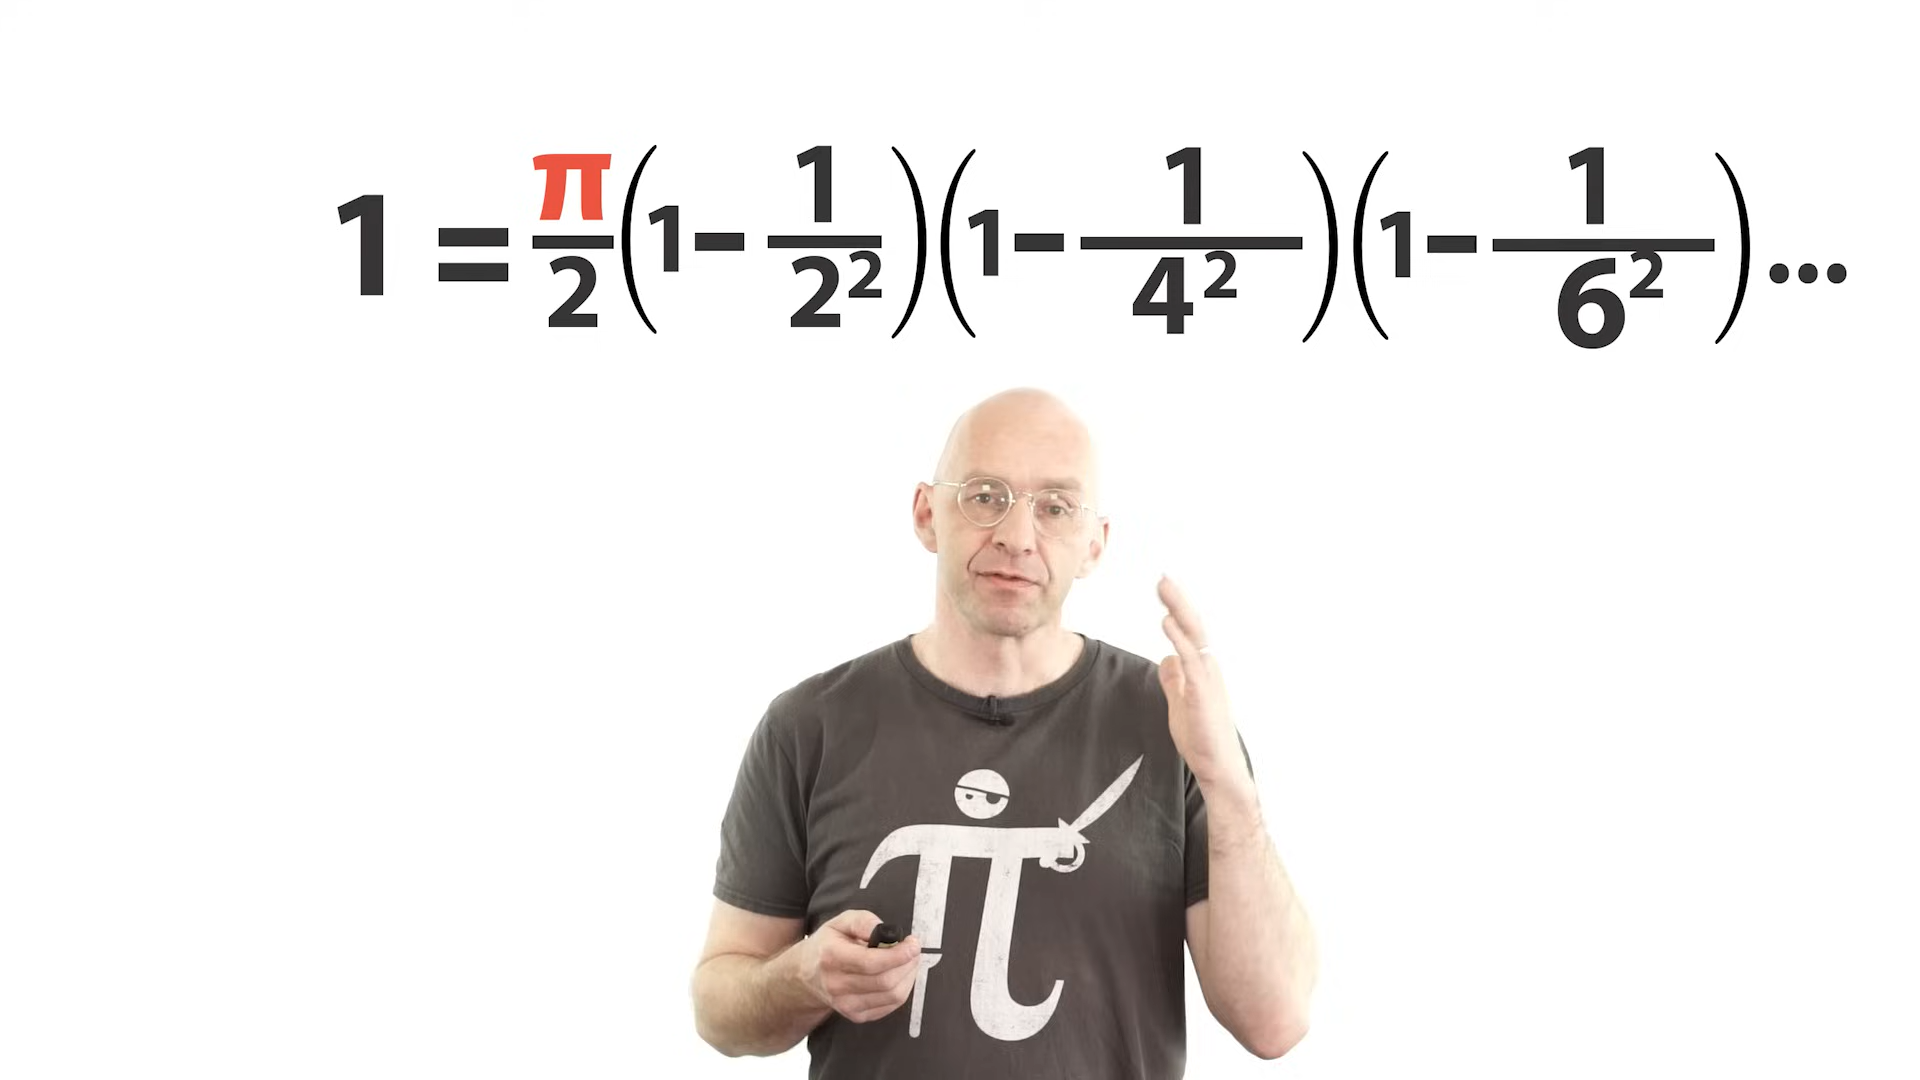 1 = π/2 (1 - 1/2²)(1 - 1/4²)(1 - 1/6²)...
π